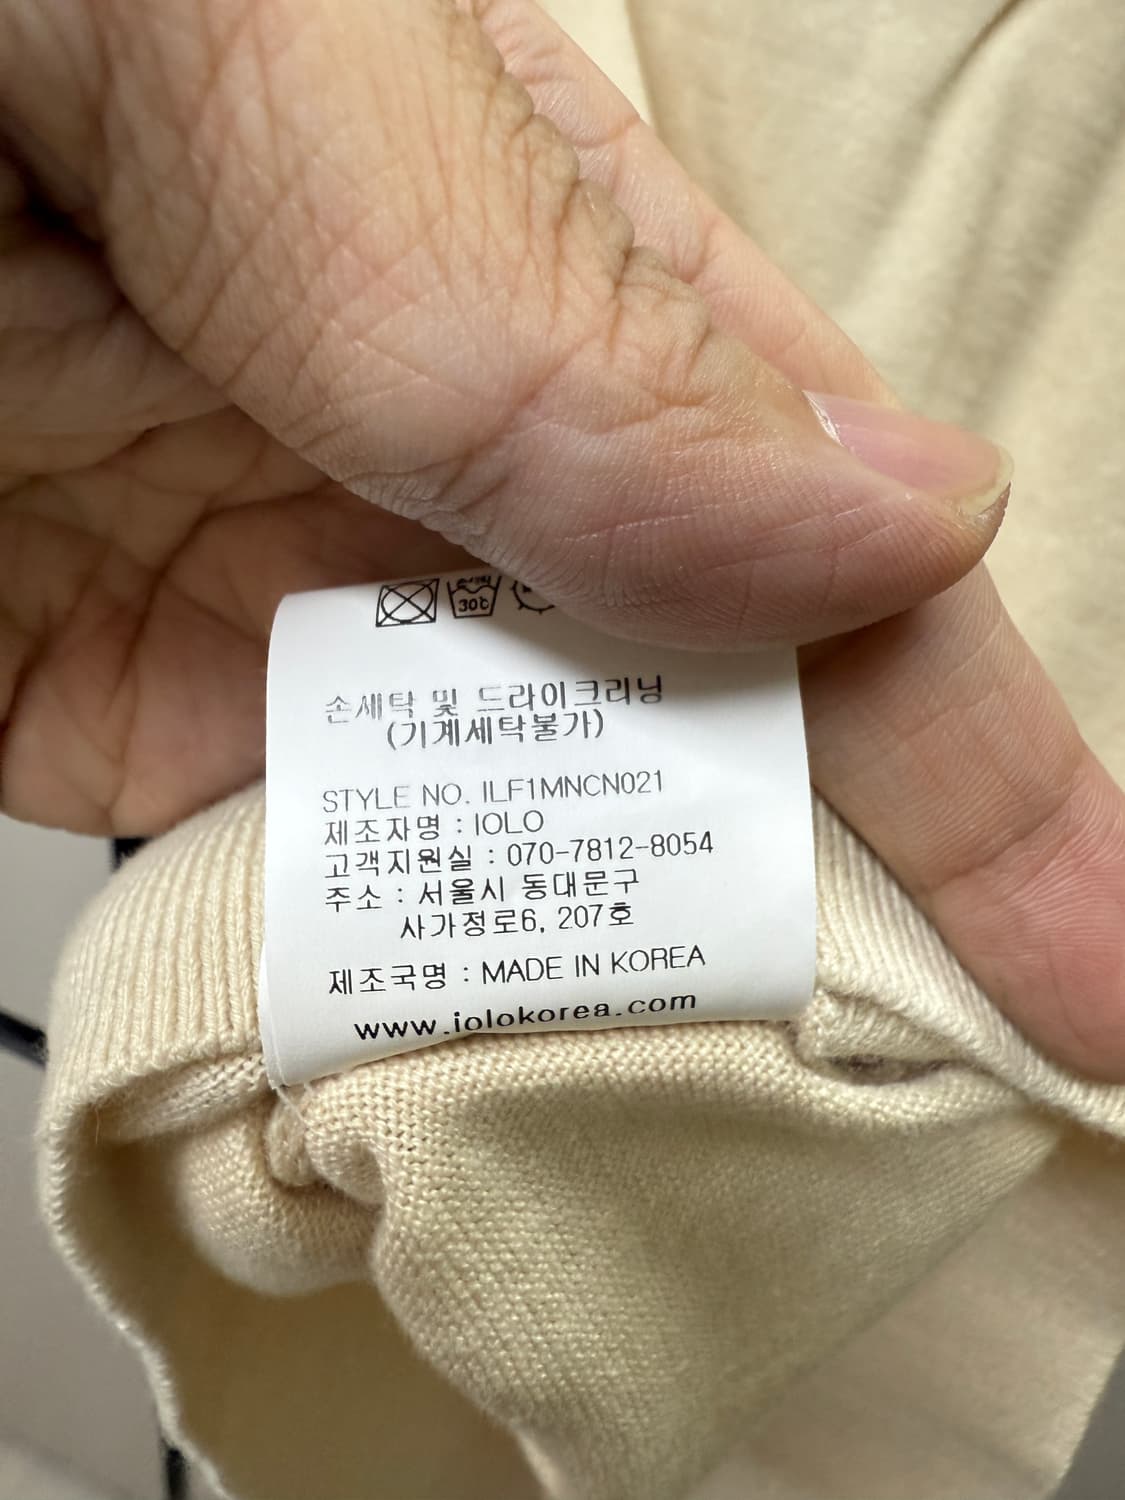 30℃
손세탁 및 드라이크리닝
(기계세탁불가)
STYLE NO. ILF1MNCN021
제조자명 : IOLO
고객지원실 : 070-7812-8054
주소 : 서울시 동대문구
사가정로6, 207호
제조국명 : MADE IN KOREA
www.iolokorea.com